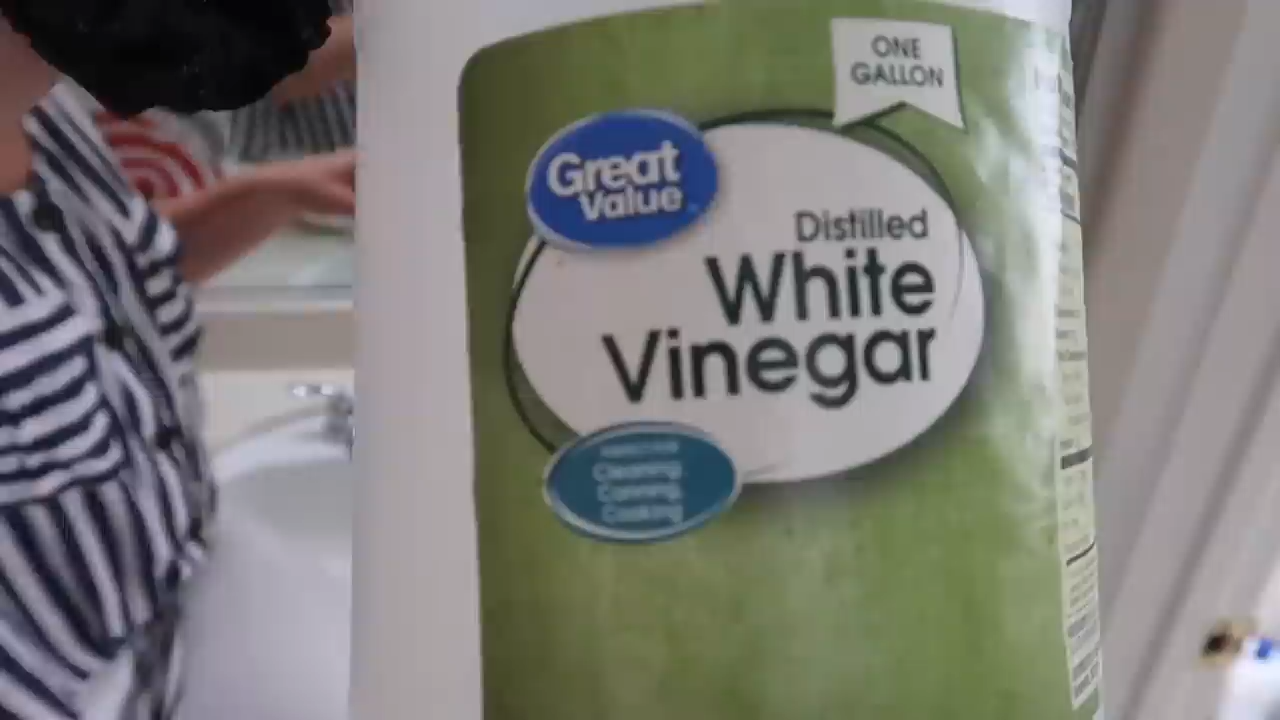 ONE
GALLON
Great
Value
Distilled
White
Vinegar
Cleaning,
Canning,
Cooking